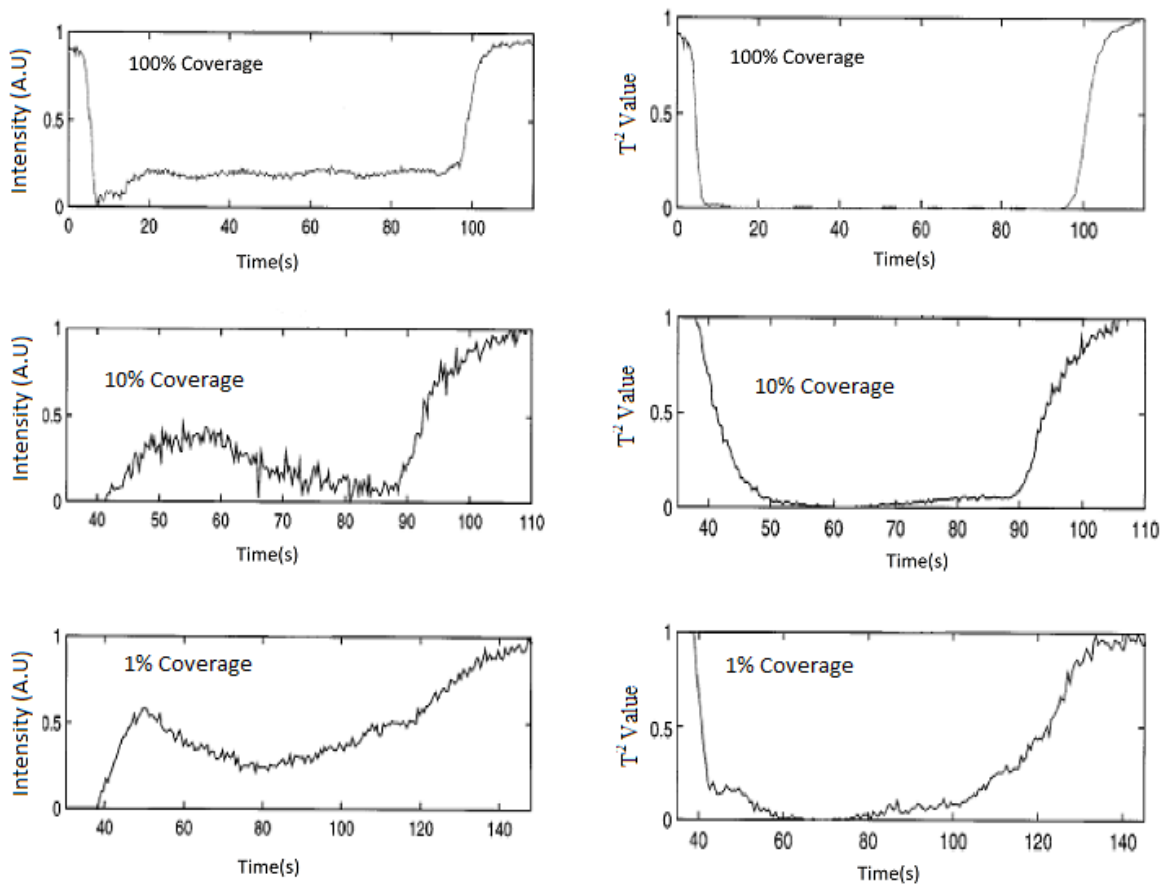 1
100% Coverage
0.5
0
Intensity (A.U)
0 20 40 60 80 100
Time(s)
1
100% Coverage
0.5
0
T⁻² Value
0 20 40 60 80 100
Time(s)
1
10% Coverage
0.5
0
Intensity (A.U)
40 50 60 70 80 90 100 110
Time(s)
1
10% Coverage
0.5
0
T⁻² Value
40 50 60 70 80 90 100 110
Time(s)
1
1% Coverage
0.5
0
Intensity (A.U)
40 60 80 100 120 140
Time(s)
1
1% Coverage
0.5
0
T⁻² Value
40 60 80 100 120 140
Time(s)